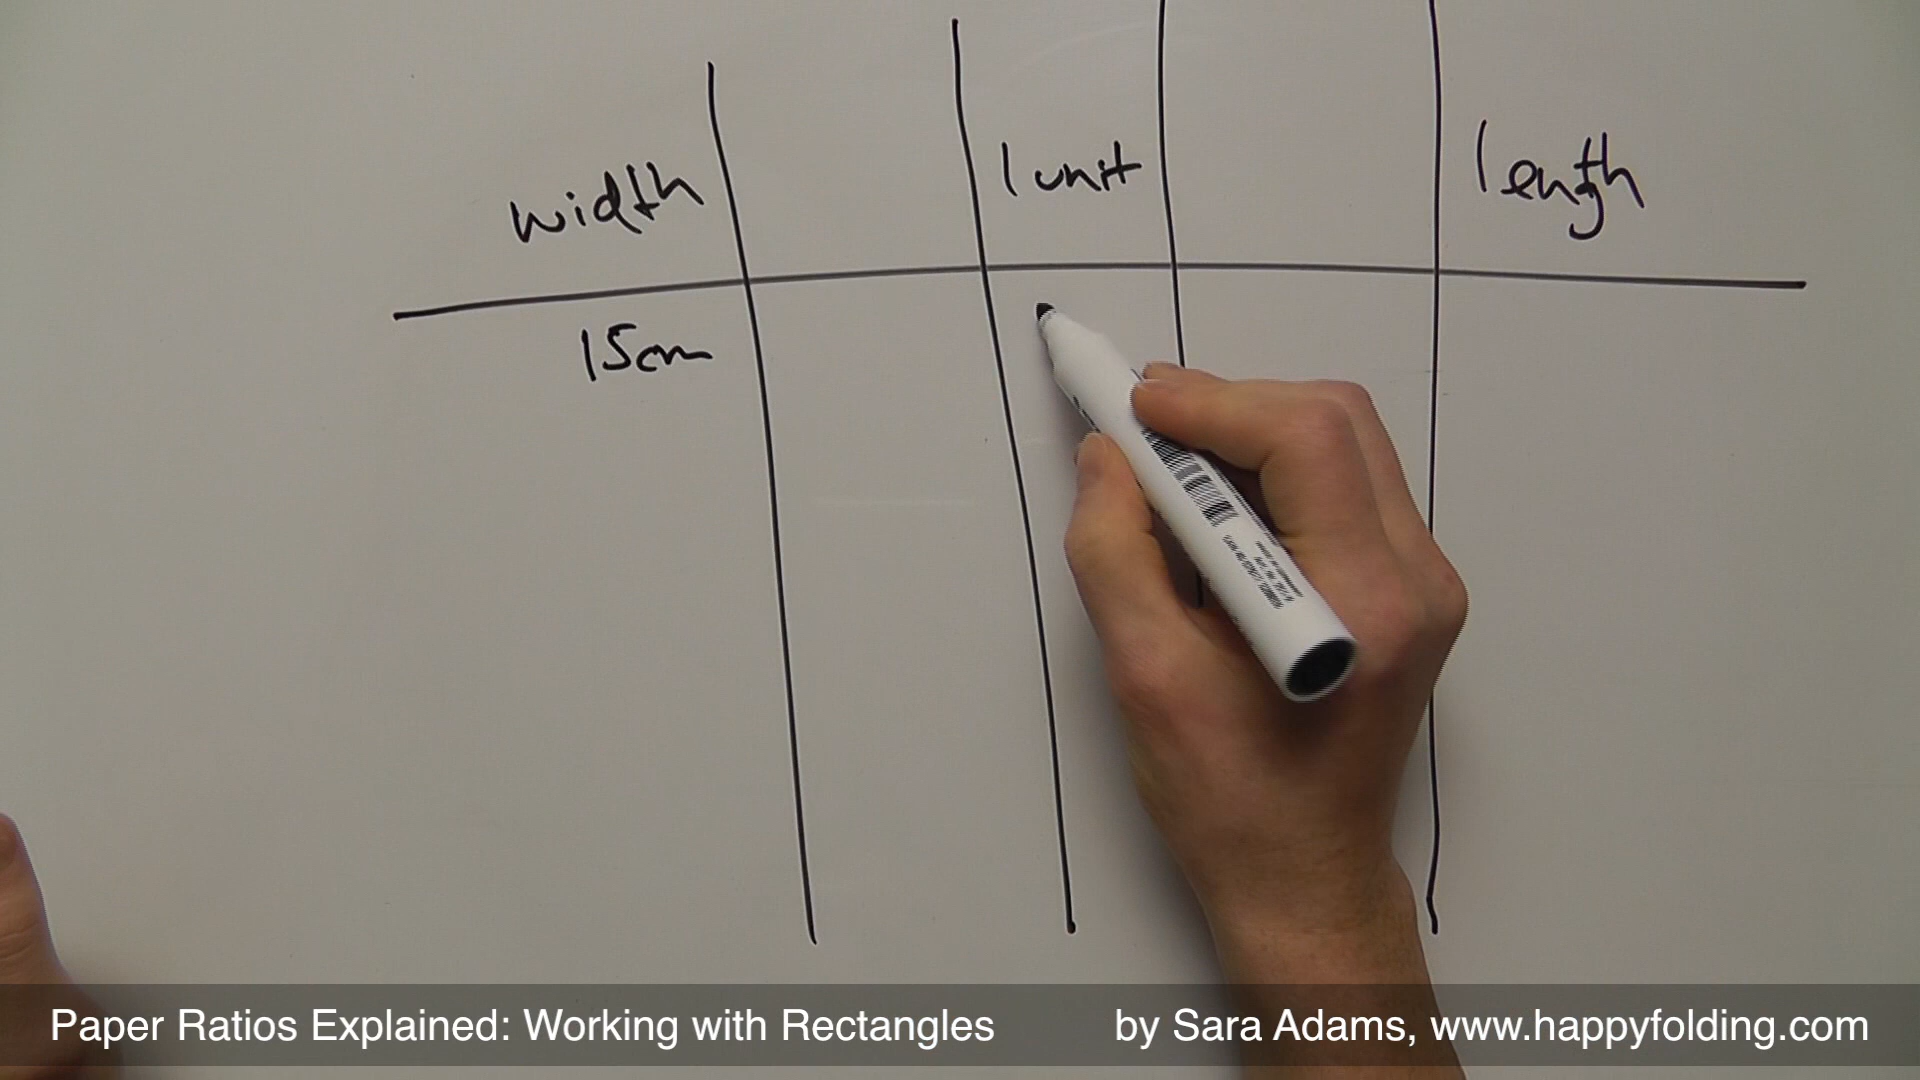 width 1 unit length
15cm
Paper Ratios Explained: Working with Rectangles by Sara Adams, www.happyfolding.com